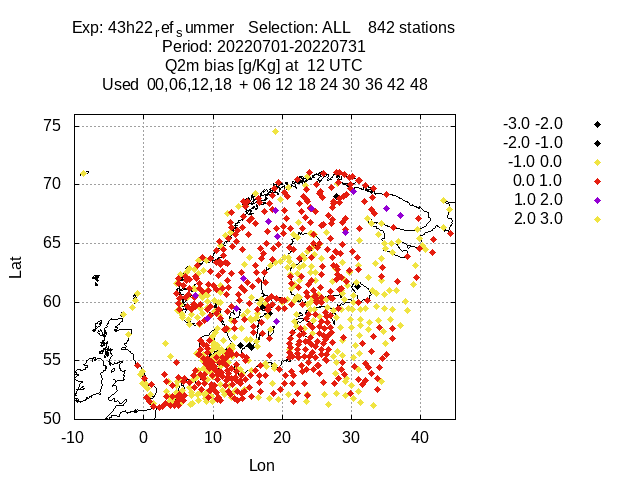 Exp: 43h22ref summer   Selection: ALL    842 stations
Period: 20220701-20220731
Q2m bias [g/Kg] at  12 UTC
Used  00,06,12,18  + 06 12 18 24 30 36 42 48
-3.0 -2.0
-2.0 -1.0
-1.0 0.0
0.0 1.0
1.0 2.0
2.0 3.0
75
70
65
60
55
50
Lat
-10 0 10 20 30 40
Lon